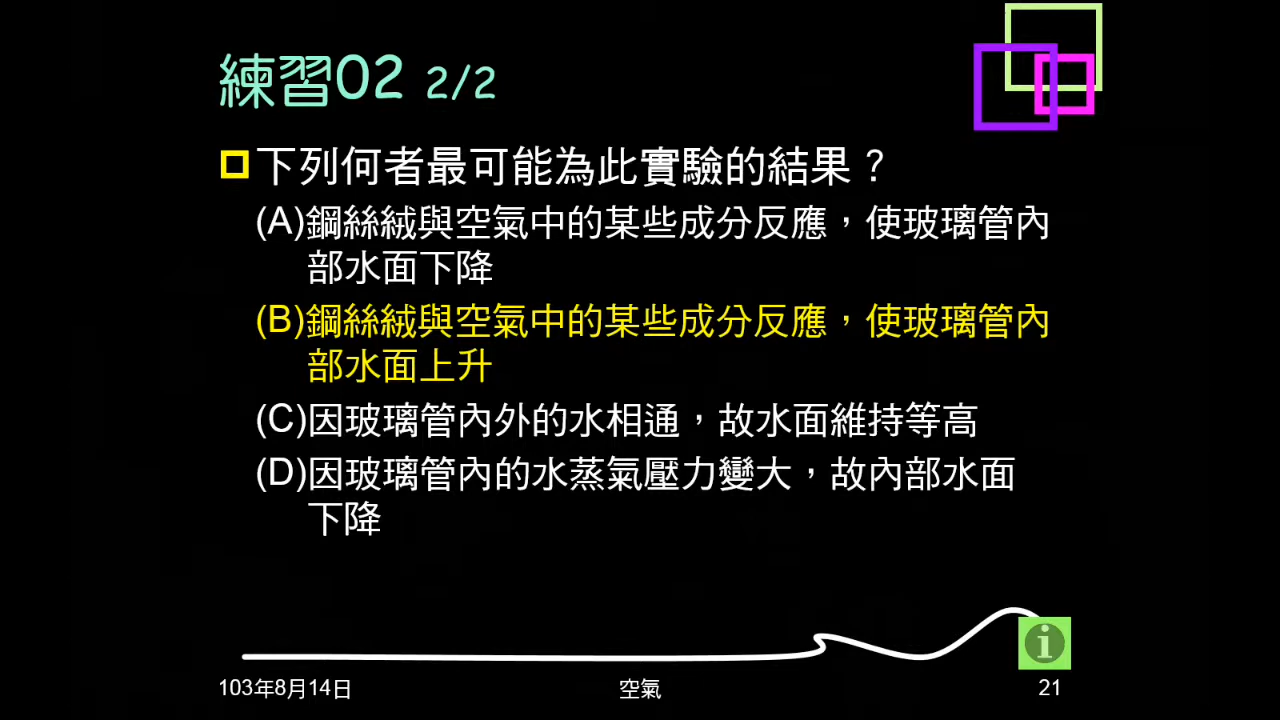 練習02 2/2
下列何者最可能為此實驗的結果？
(A)鋼絲絨與空氣中的某些成分反應，使玻璃管內
部水面下降
(B)鋼絲絨與空氣中的某些成分反應，使玻璃管內
部水面上升
(C)因玻璃管內外的水相通，故水面維持等高
(D)因玻璃管內的水蒸氣壓力變大，故內部水面
下降
103年8月14日
空氣
21